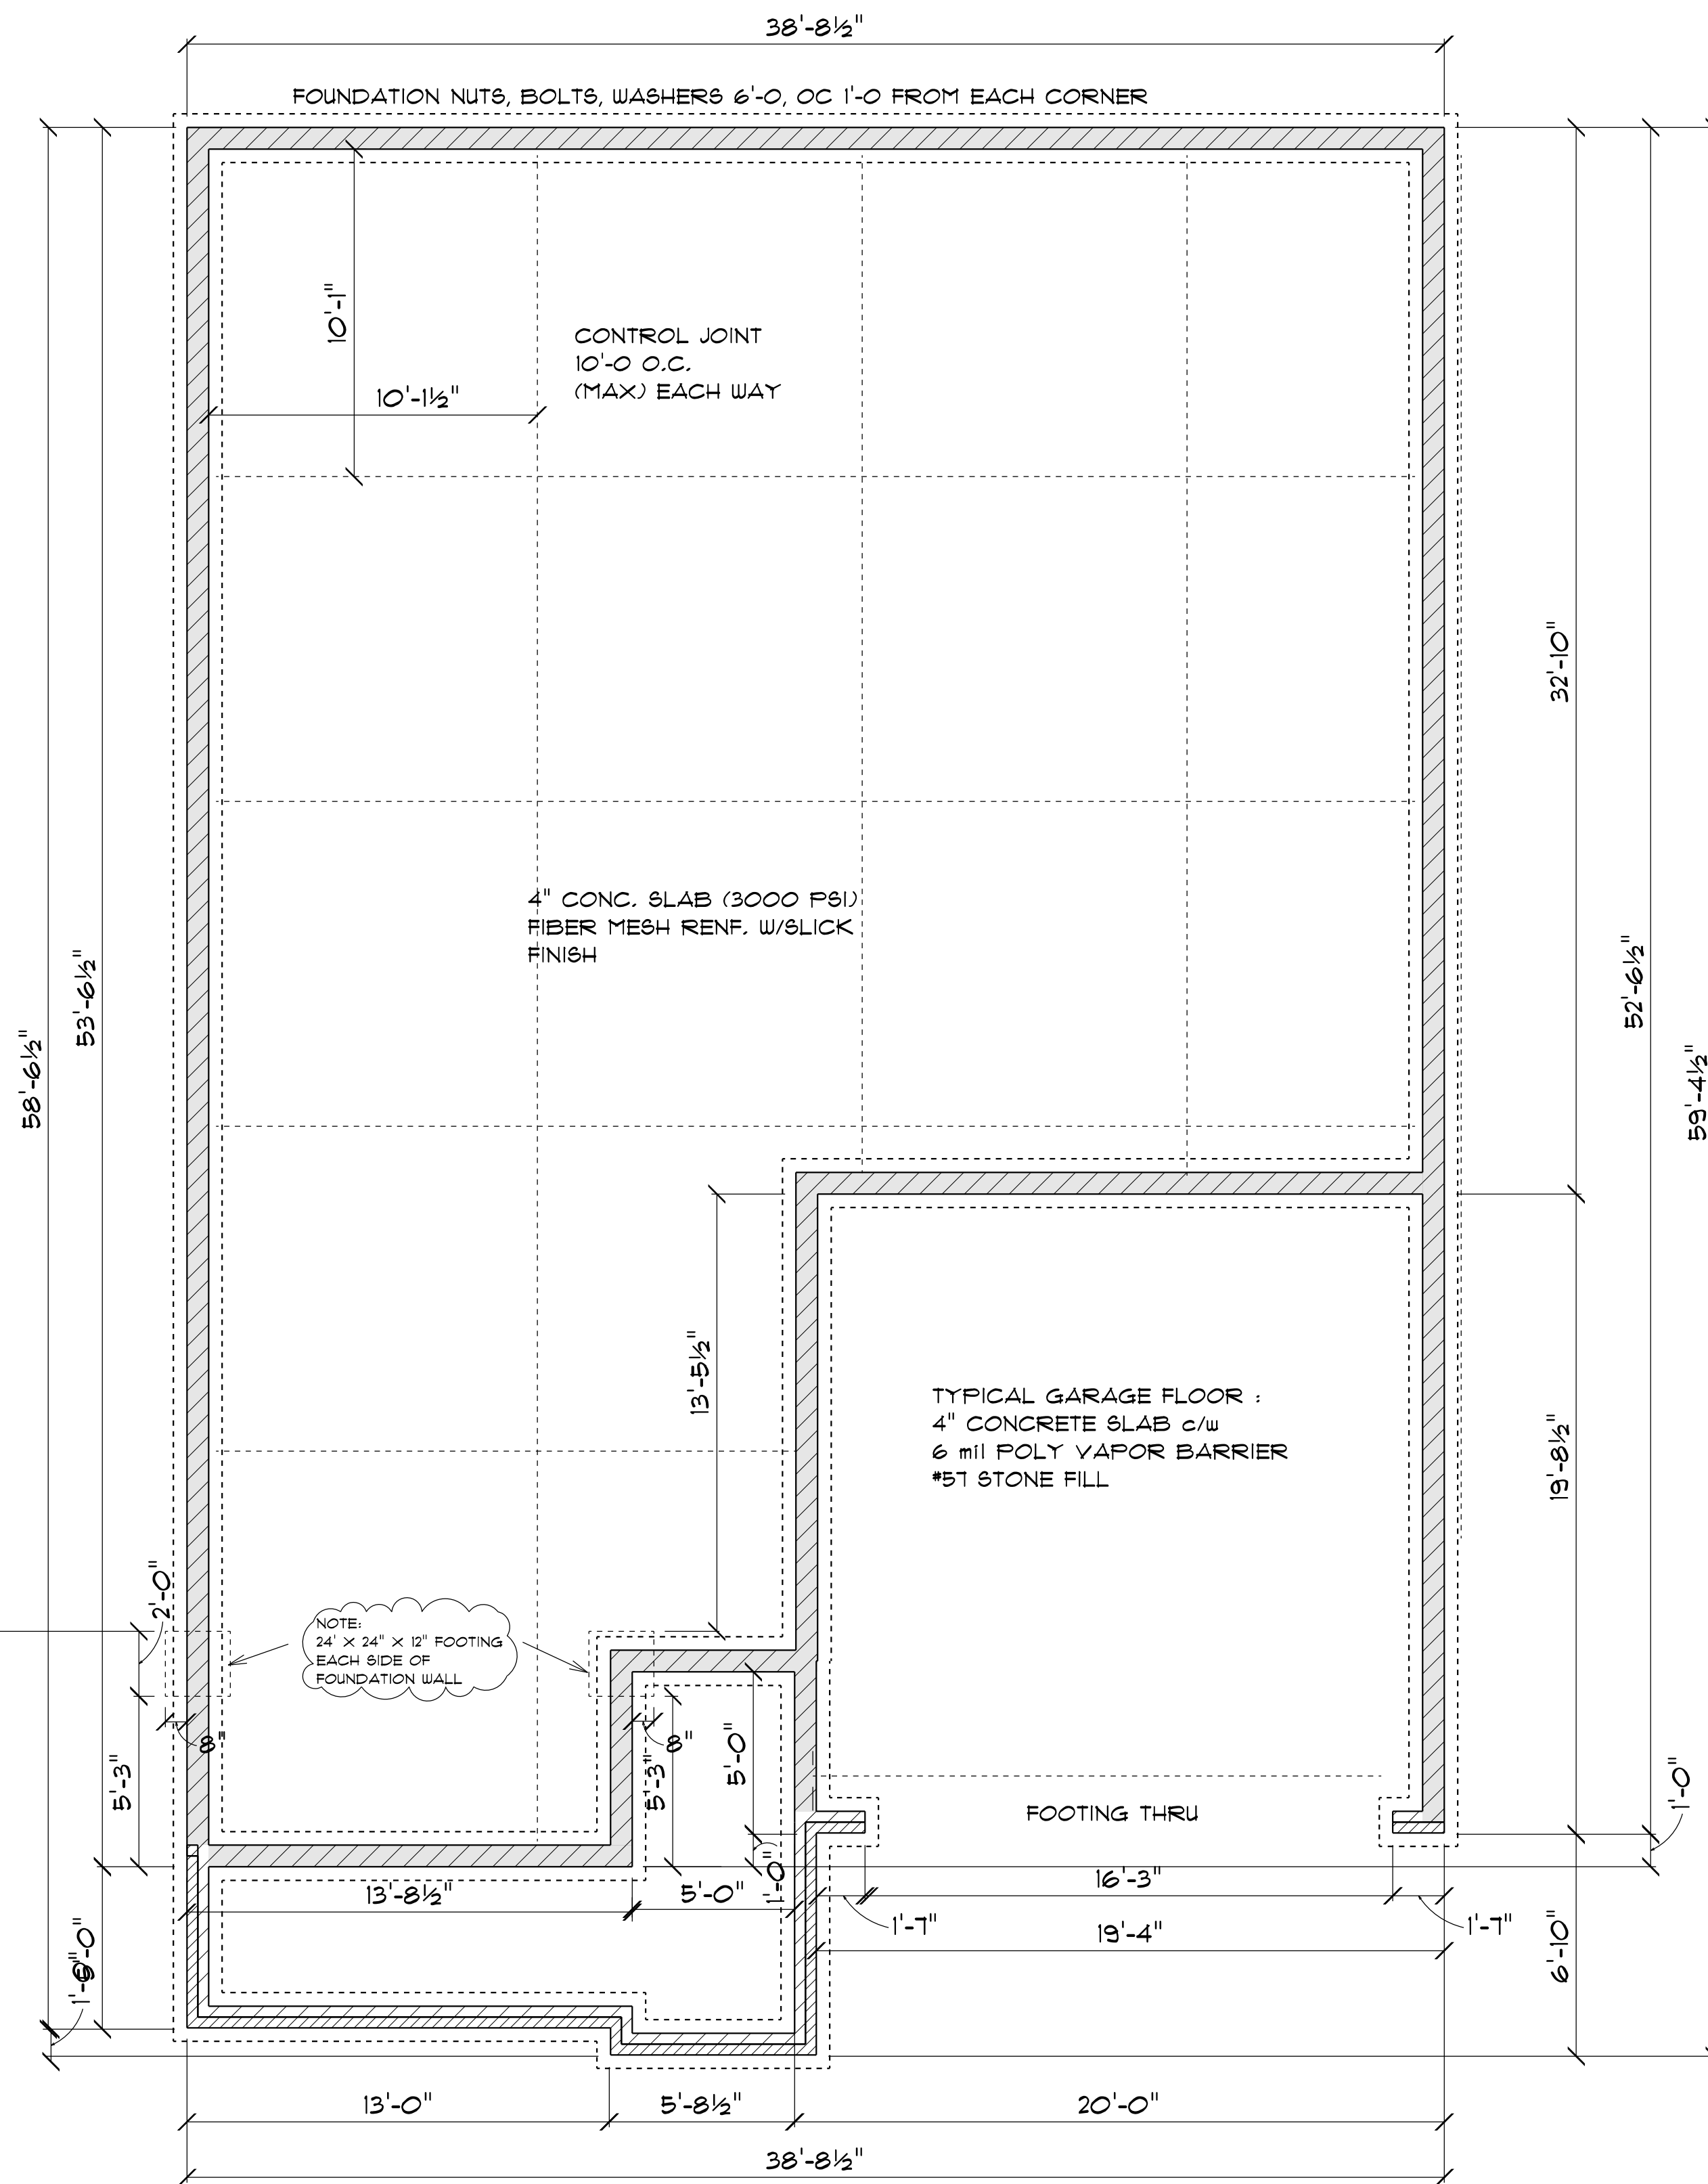 38'-8½"
FOUNDATION NUTS, BOLTS, WASHERS 6'-0, OC 1'-0 FROM EACH CORNER
10'-1"
CONTROL JOINT
10'-0 O.C.
(MAX) EACH WAY
10'-1½"
32'-10"
4" CONC. SLAB (3000 PSI)
FIBER MESH RENF. W/SLICK
FINISH
53'-6½"
52'-6½"
58'-6½"
59'-4½"
13'-5½"
TYPICAL GARAGE FLOOR :
4" CONCRETE SLAB c/w
6 mil POLY VAPOR BARRIER
#57 STONE FILL
19'-8½"
2'-0"
NOTE:
24' X 24" X 12" FOOTING
EACH SIDE OF
FOUNDATION WALL
8"
8"
5'-0"
5'-3"
5'-3"
1'-0"
FOOTING THRU
1'-0"
16'-3"
13'-8½"
5'-0"
1'-7"
1'-7"
19'-4"
6'-10"
5'-0"
13'-0"
5'-8½"
20'-0"
38'-8½"